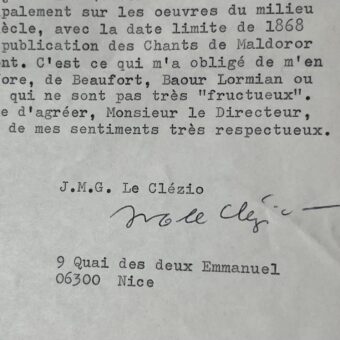 palement sur les oeuvres du milieu
ècle, avec la date limite de 1868
publication des Chants de Maldoror
nt. C'est ce qui m'a obligé de m'en
ore, de Beaufort, Baour Lormian ou
qui ne sont pas très "fructueux".
e d'agréer, Monsieur le Directeur,
de mes sentiments très respectueux.
J.M.G. Le Clézio
9 Quai des deux Emmanuel
06300 Nice